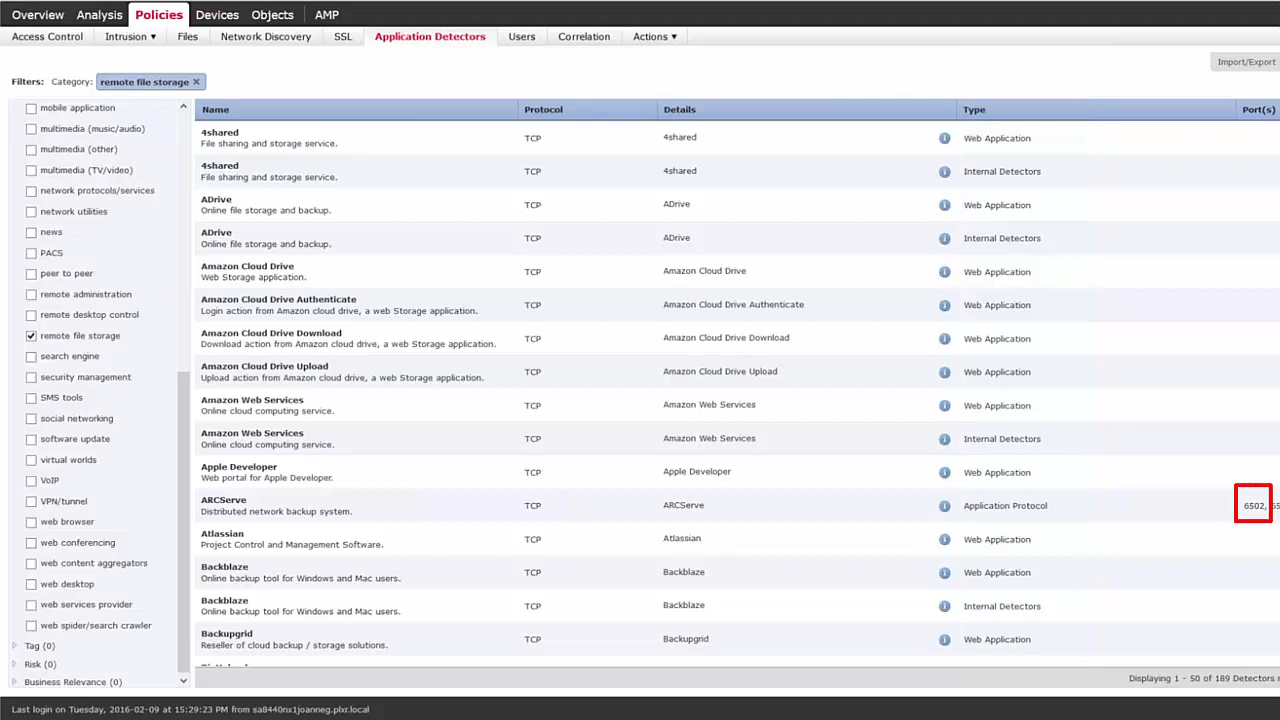 Overview Analysis Policies Devices Objects AMP
Access Control Intrusion ▾ Files Network Discovery SSL Application Detectors Users Correlation Actions ▾
Import/Export
Filters: Category: remote file storage ×
mobile application
multimedia (music/audio)
multimedia (other)
multimedia (TV/video)
network protocols/services
network utilities
news
PACS
peer to peer
remote administration
remote desktop control
remote file storage
search engine
security management
SMS tools
social networking
software update
virtual worlds
VoIP
VPN/tunnel
web browser
web conferencing
web content aggregators
web desktop
web services provider
web spider/search crawler
Tag (0)
Risk (0)
Business Relevance (0)
Name Protocol Details Type Port(s)
4shared
File sharing and storage service. TCP 4shared Web Application
4shared
File sharing and storage service. TCP 4shared Internal Detectors
ADrive
Online file storage and backup. TCP ADrive Web Application
ADrive
Online file storage and backup. TCP ADrive Internal Detectors
Amazon Cloud Drive
Web Storage application. TCP Amazon Cloud Drive Web Application
Amazon Cloud Drive Authenticate
Login action from Amazon cloud drive, a web Storage application. TCP Amazon Cloud Drive Authenticate Web Application
Amazon Cloud Drive Download
Download action from Amazon cloud drive, a web Storage application. TCP Amazon Cloud Drive Download Web Application
Amazon Cloud Drive Upload
Upload action from Amazon cloud drive, a web Storage application. TCP Amazon Cloud Drive Upload Web Application
Amazon Web Services
Online cloud computing service. TCP Amazon Web Services Web Application
Amazon Web Services
Online cloud computing service. TCP Amazon Web Services Internal Detectors
Apple Developer
Web portal for Apple Developer. TCP Apple Developer Web Application
ARCServe
Distributed network backup system. TCP ARCServe Application Protocol 6502,
Atlassian
Project Control and Management Software. TCP Atlassian Web Application
Backblaze
Online backup tool for Windows and Mac users. TCP Backblaze Web Application
Backblaze
Online backup tool for Windows and Mac users. TCP Backblaze Internal Detectors
Backupgrid
Reseller of cloud backup / storage solutions. TCP Backupgrid Web Application
Displaying 1 - 50 of 189 Detectors
Last login on Tuesday, 2016-02-09 at 15:29:23 PM from sa8440nx1joanneg.plxr.local